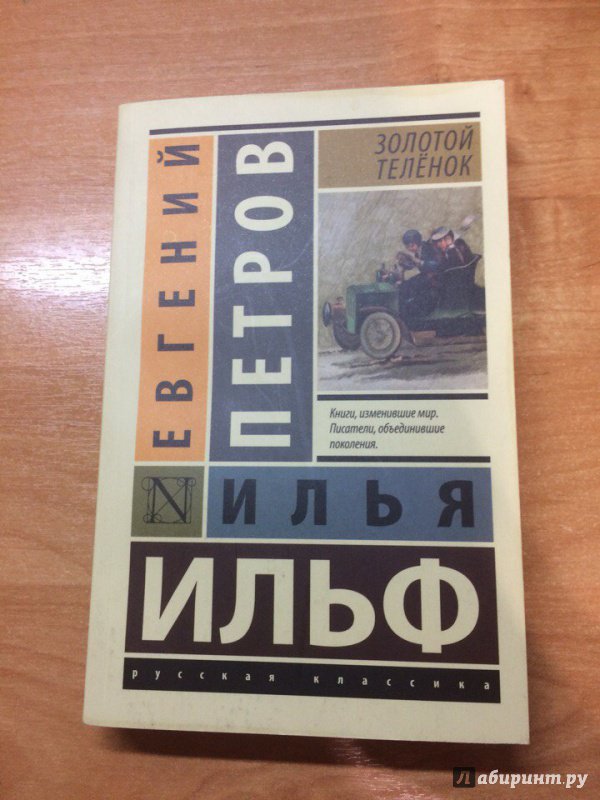 ЕВГЕНИЙ
ПЕТРОВ
ЗОЛОТОЙ
ТЕЛЁНОК
Книги, изменившие мир.
Писатели, объединившие
поколения.
N
ИЛЬЯ
ИЛЬФ
русская классика
лабиринт.ру